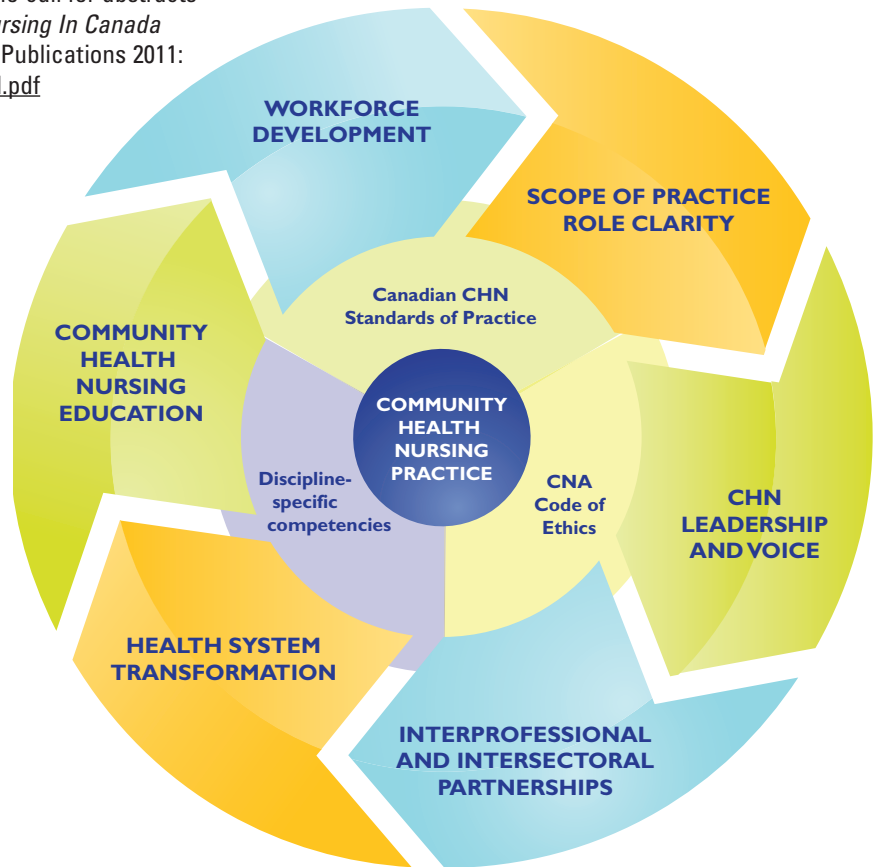 ursing In Canada
Publications 2011:
.pdf
WORKFORCE
DEVELOPMENT
SCOPE OF PRACTICE
ROLE CLARITY
Canadian CHN
Standards of Practice
COMMUNITY
HEALTH
NURSING
EDUCATION
COMMUNITY
HEALTH
NURSING
PRACTICE
Discipline-
specific
competencies
CNA
Code of
Ethics
CHN
LEADERSHIP
AND VOICE
HEALTH SYSTEM
TRANSFORMATION
INTERPROFESSIONAL
AND INTERSECTORAL
PARTNERSHIPS